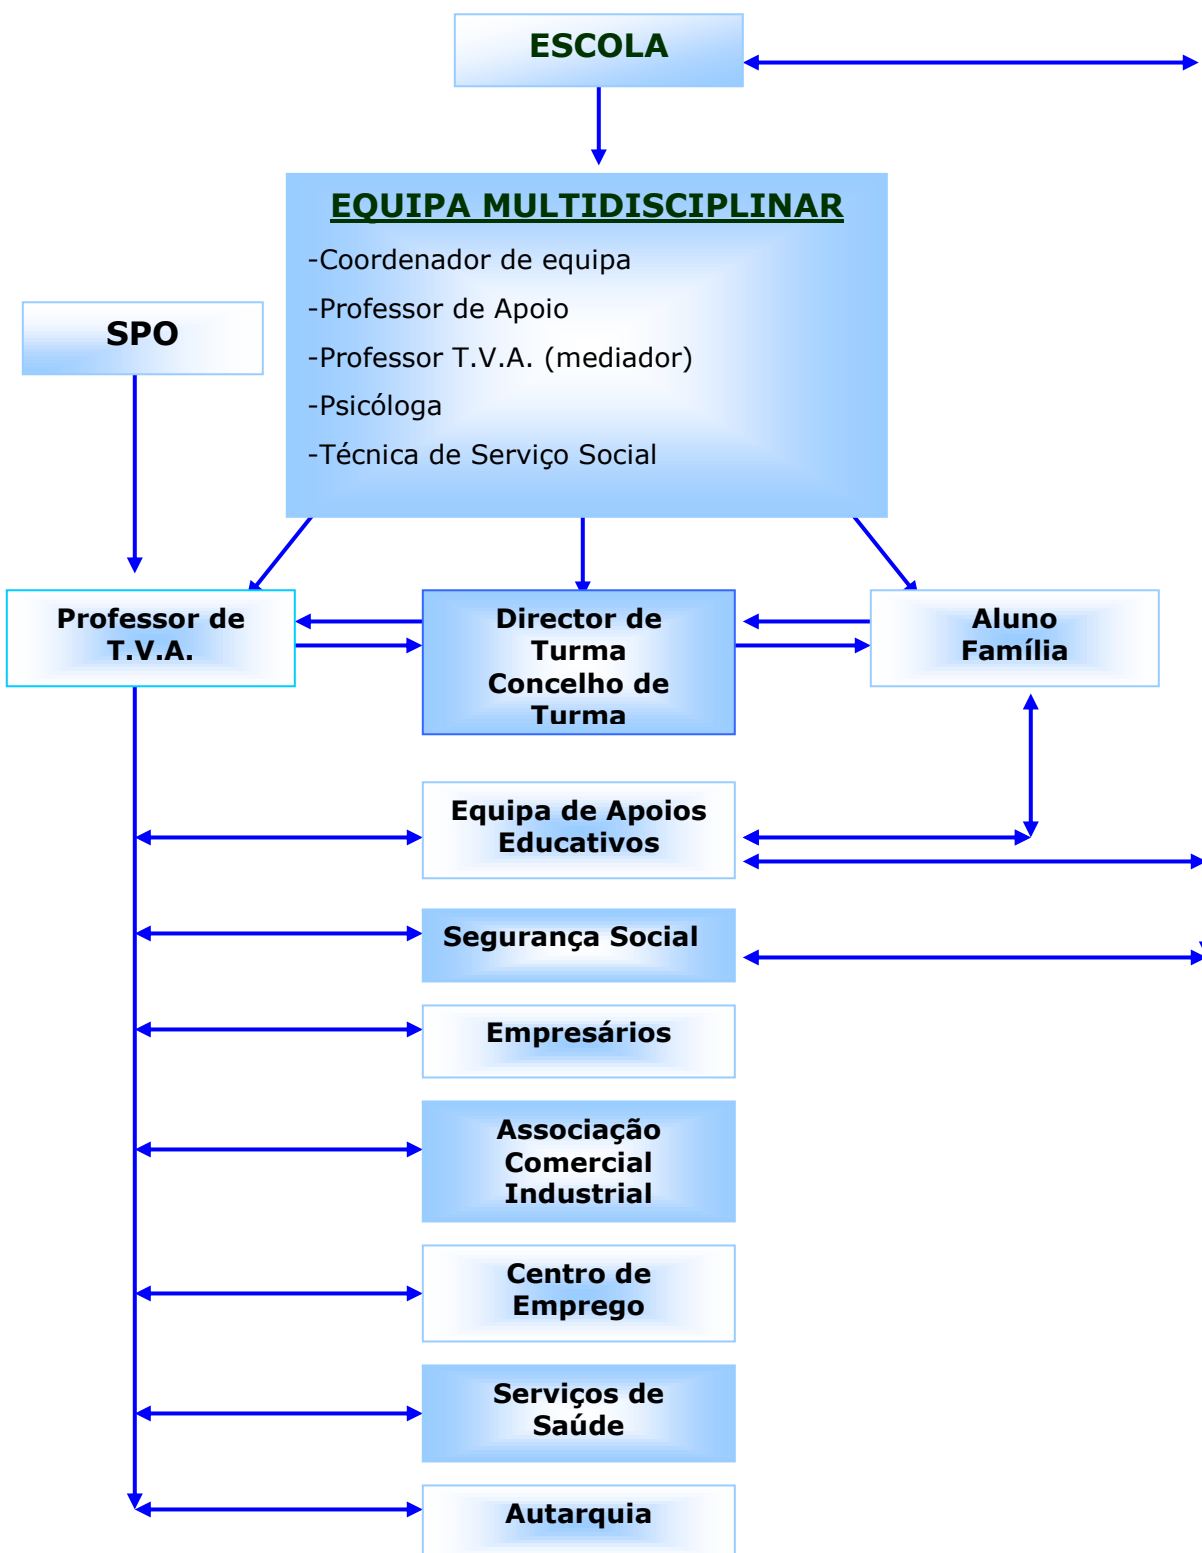 ESCOLA
EQUIPA MULTIDISCIPLINAR
-Coordenador de equipa
-Professor de Apoio
-Professor T.V.A. (mediador)
-Psicóloga
-Técnica de Serviço Social
SPO
Professor de
T.V.A.
Director de
Turma
Concelho de
Turma
Aluno
Família
Equipa de Apoios
Educativos
Segurança Social
Empresários
Associação
Comercial
Industrial
Centro de
Emprego
Serviços de
Saúde
Autarquia